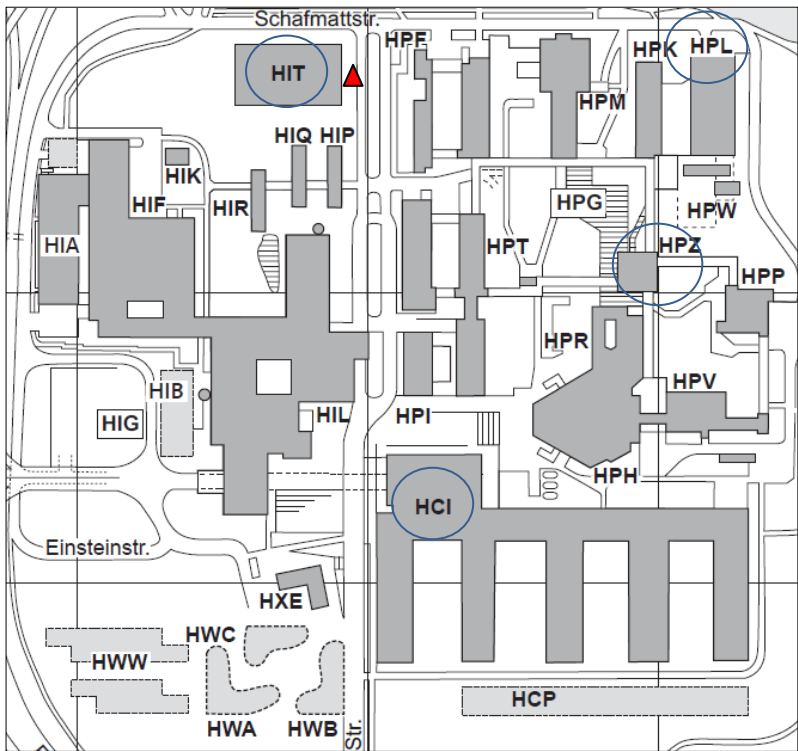 Schafmattstr.
HPF
HPK
HPL
HIT
HPM
HIQ
HIP
HIK
HIF
HIR
HPG
HPW
HIA
HPT
HPZ
HPP
HPR
HIB
HPV
HIG
HIL
HPI
HPH
HCI
Einsteinstr.
HXE
HWC
HWW
HCP
HWA
HWB
Str.